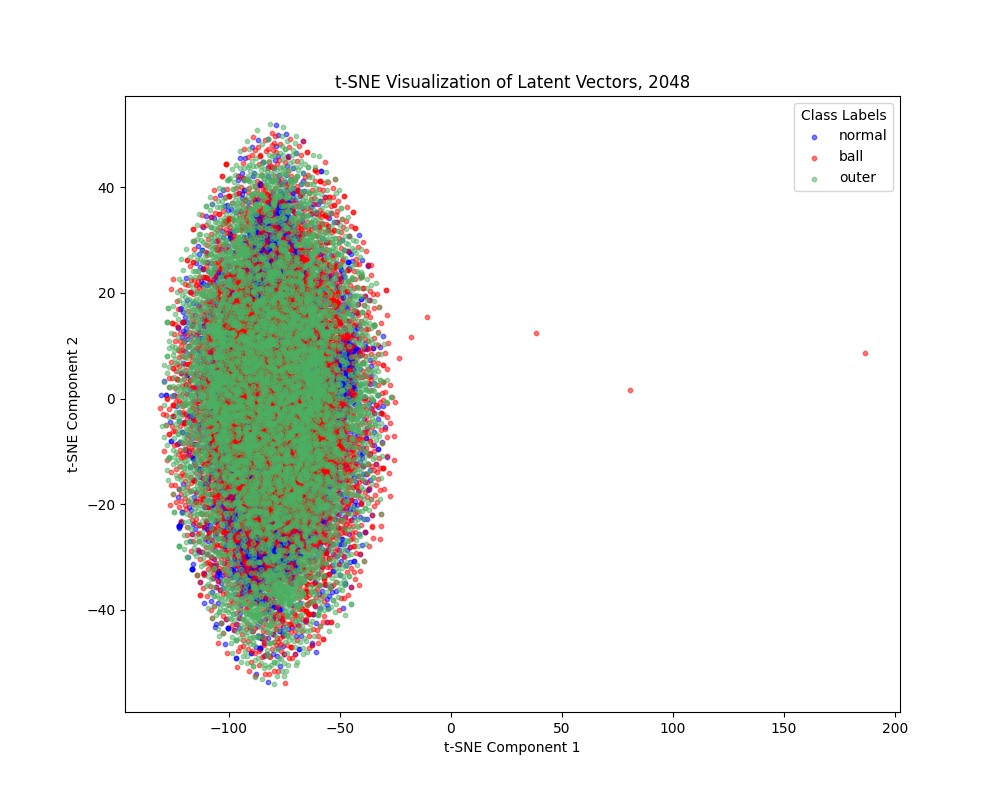 t-SNE Visualization of Latent Vectors, 2048
Class Labels
normal
ball
outer
40
20
0
−20
−40
t-SNE Component 2
−100
−50
0
50
100
150
200
t-SNE Component 1